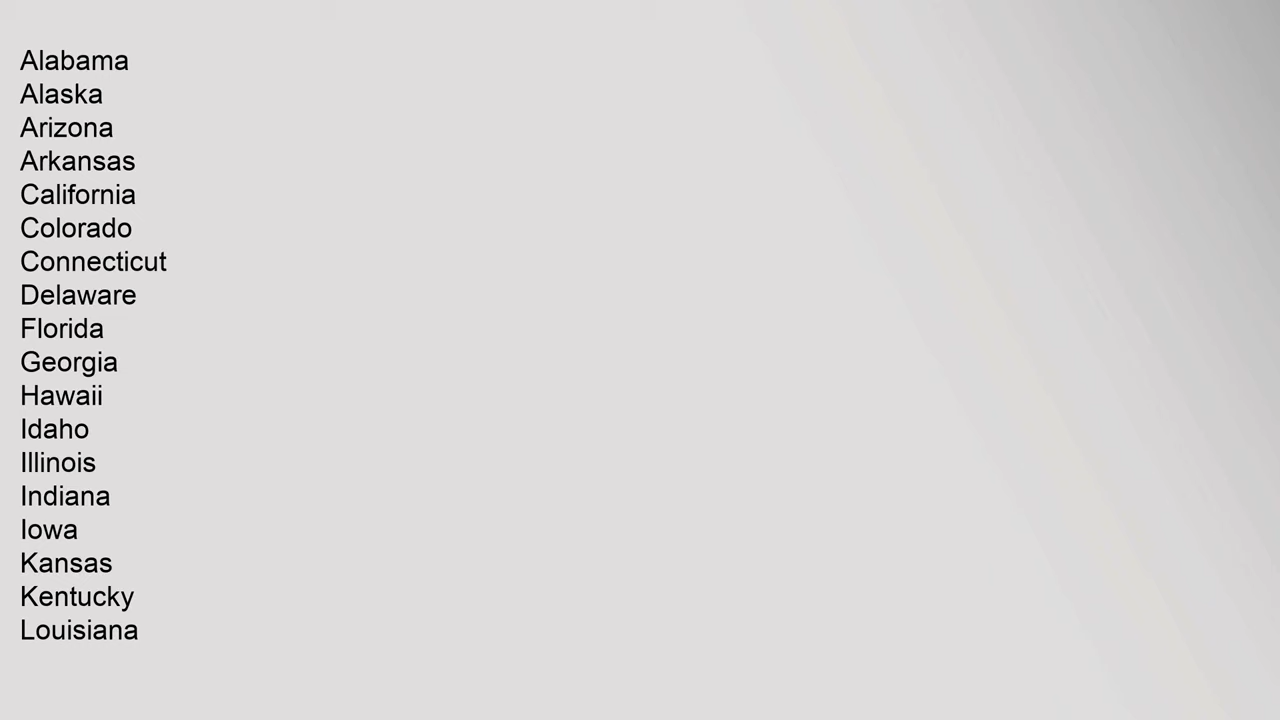 Alabama
Alaska
Arizona
Arkansas
California
Colorado
Connecticut
Delaware
Florida
Georgia
Hawaii
Idaho
Illinois
Indiana
Iowa
Kansas
Kentucky
Louisiana